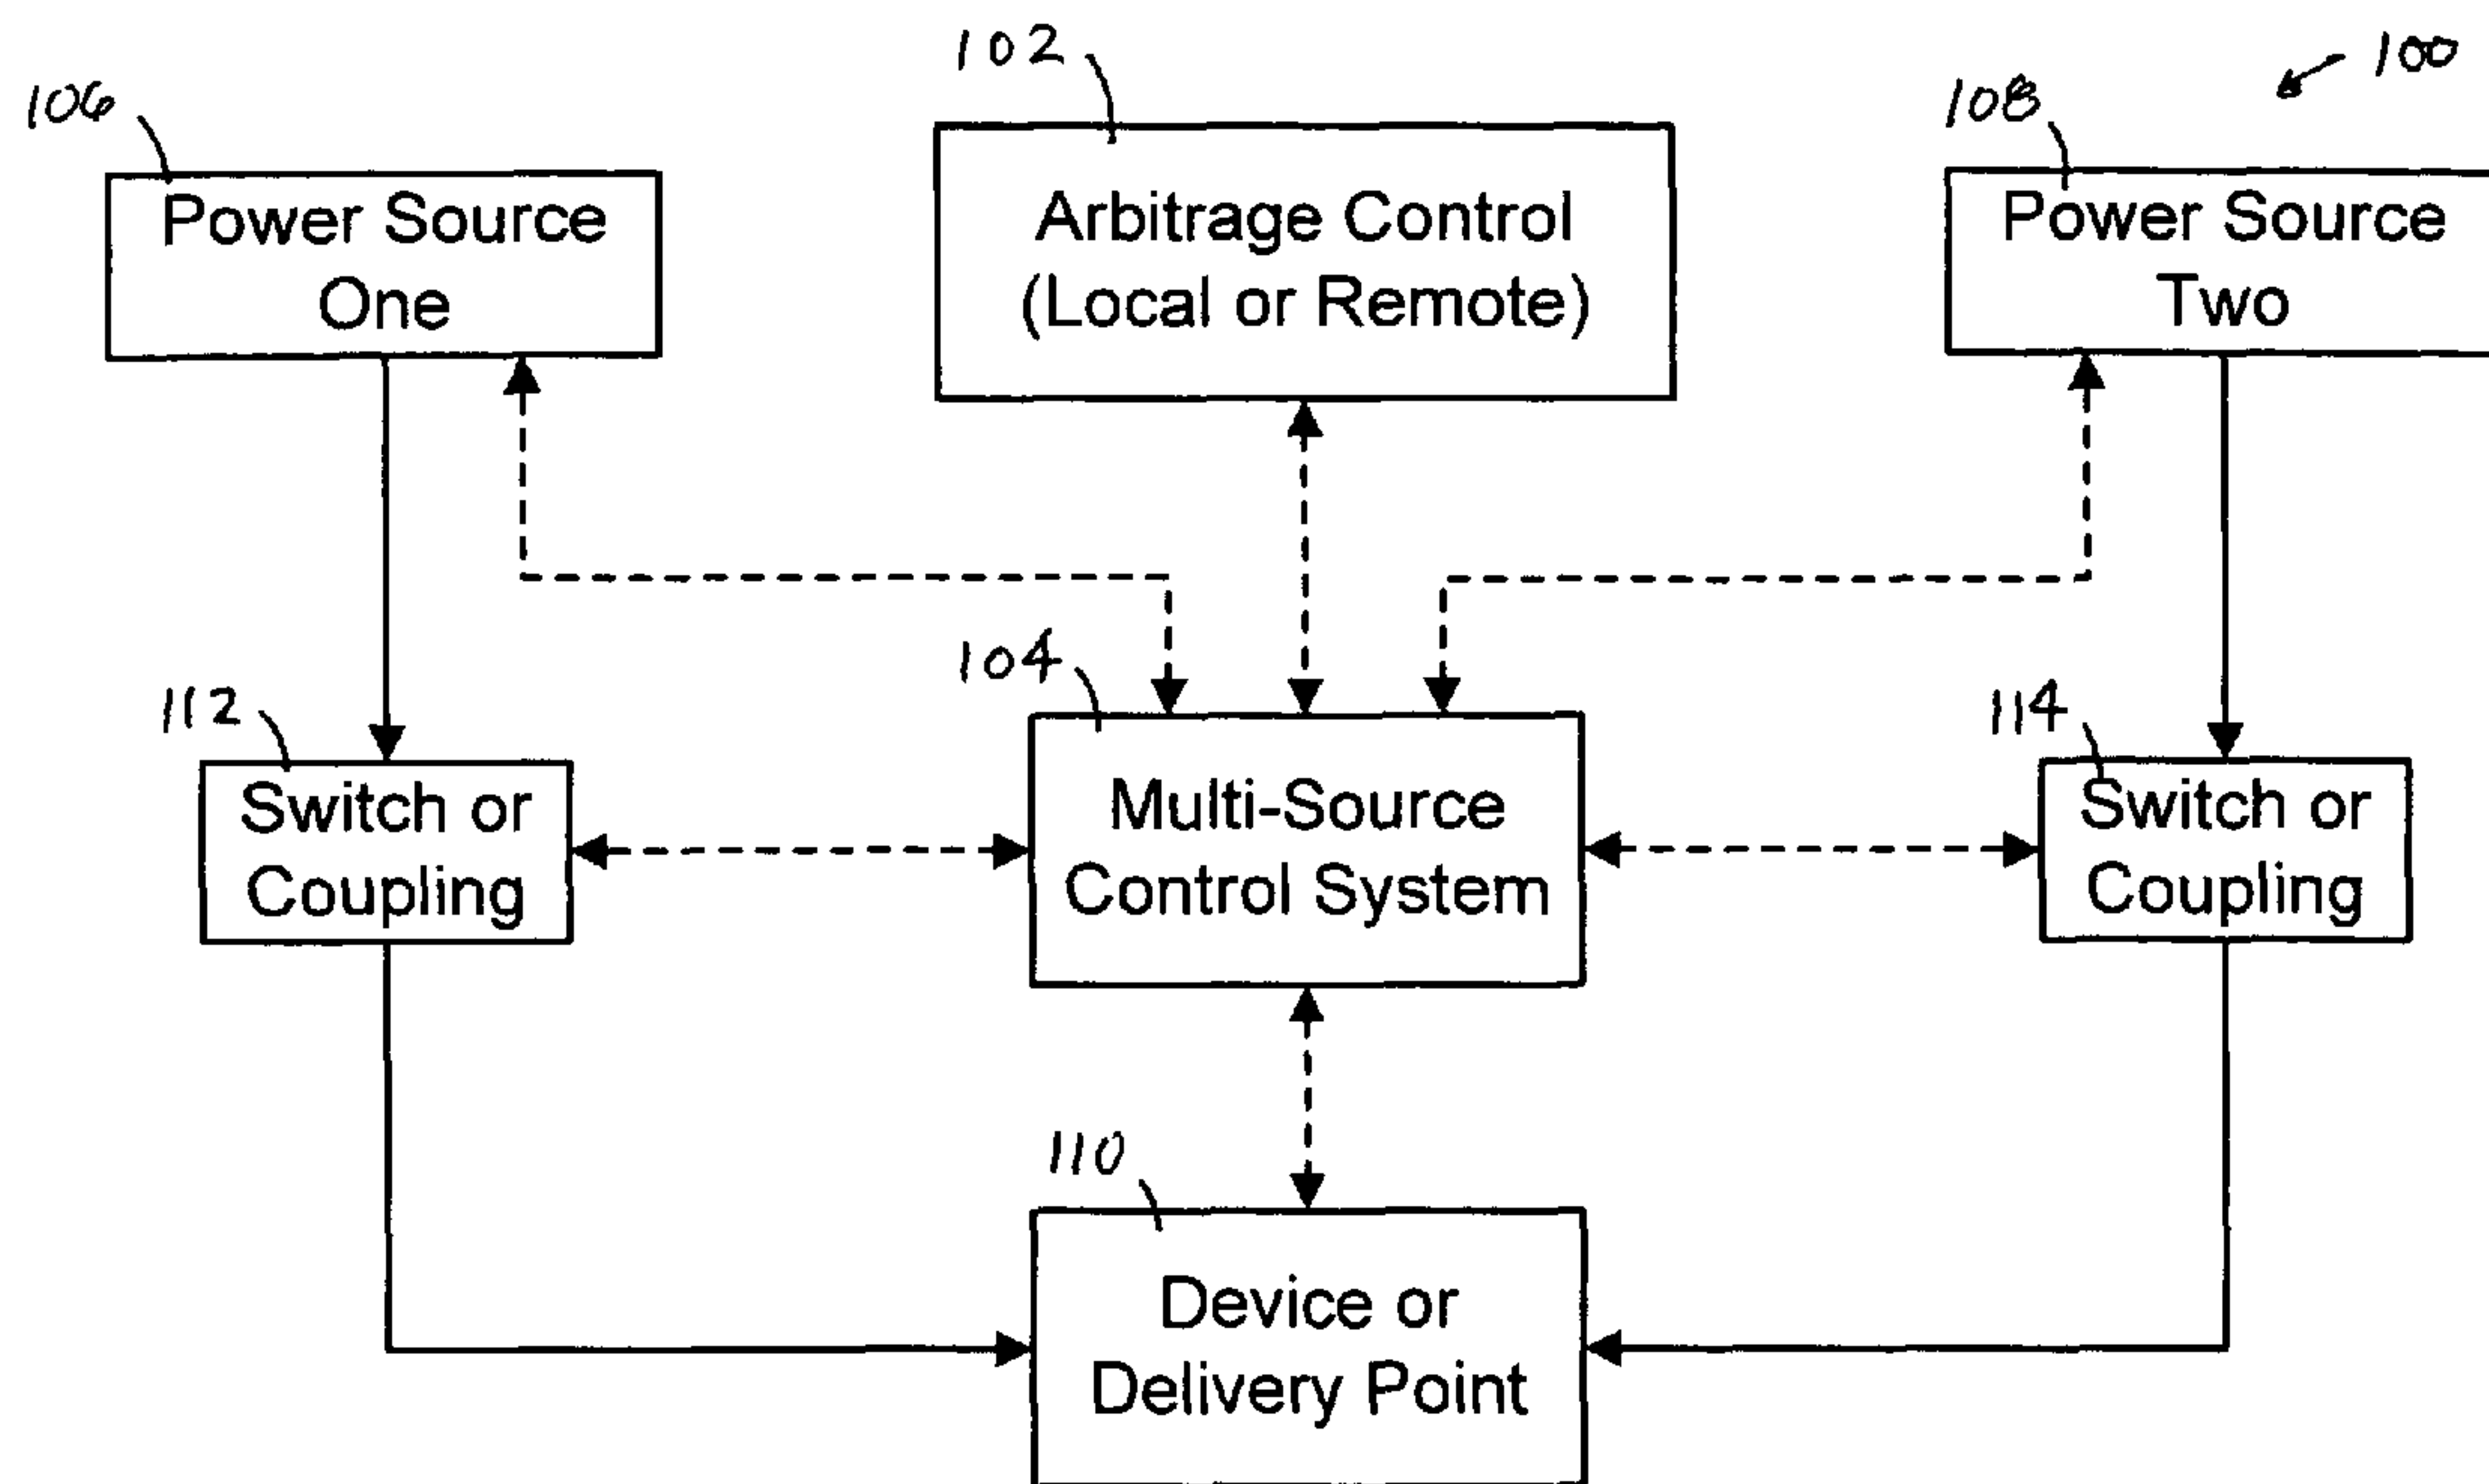 102
100
106
108
Power Source
One
Arbitrage Control
(Local or Remote)
Power Source
Two
104
112
114
Switch or
Coupling
Multi-Source
Control System
Switch or
Coupling
110
Device or
Delivery Point